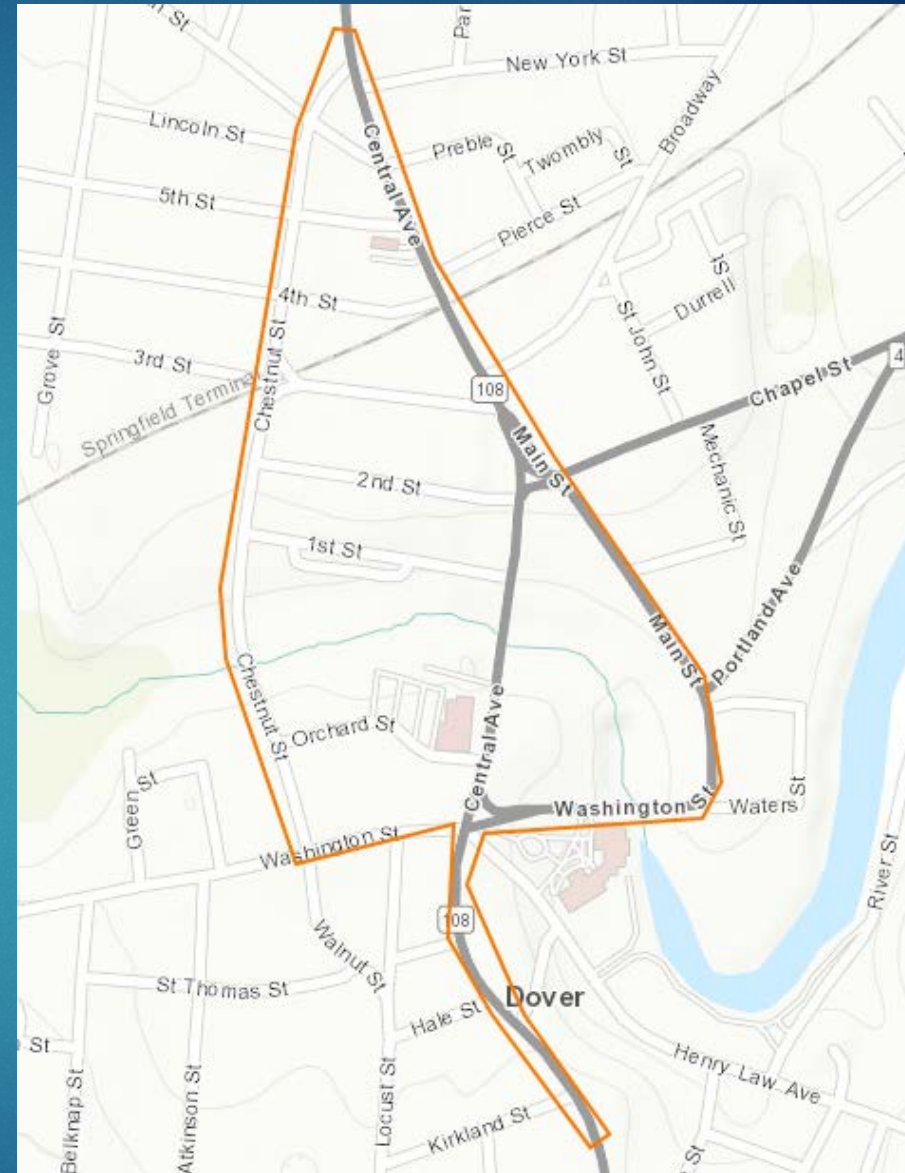 Par
New York St
Broadway
Lincoln St
Central Ave
Preble St
Twombly St
5th St
Pierce St
4th St
St
Durrell
St John St
Grove St
3rd St
Chestnut St
108
Chapel St
4
Springfield Terminal
Main St
Mechanic St
2nd St
1st St
Portland Ave
Main St
Chestnut St
Orchard St
Central Ave
Green St
Washington St
Waters St
Washington St
River St
108
Walnut St
St Thomas St
Dover
Hale St
St
Henry Law Ave
Belknap St
Atkinson St
Locust St
Kirkland St
St